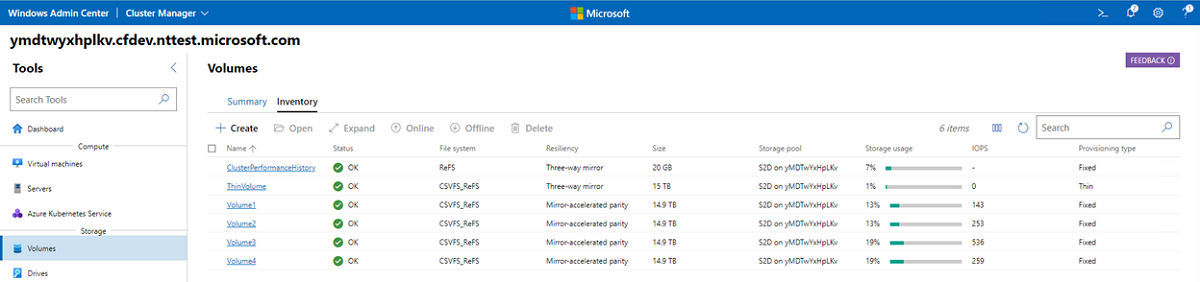 Windows Admin Center | Cluster Manager Microsoft
ymdtwyxhplkv.cfdev.nttest.microsoft.com
Tools
Search Tools
Dashboard
Compute
Virtual machines
Servers
Azure Kubernetes Service
Storage
Volumes
Drives
Volumes
FEEDBACK
Summary Inventory
Create Open Expand Online Offline Delete 6 items Search
Name Status File system Resiliency Size Storage pool Storage usage IOPS Provisioning type
ClusterPerformanceHistory OK ReFS Three-way mirror 20 GB S2D on yMDTwYxHpLKv 7% - Fixed
ThinVolume OK CSVFS_ReFS Three-way mirror 15 TB S2D on yMDTwYxHpLKv 1% 0 Thin
Volume1 OK CSVFS_ReFS Mirror-accelerated parity 14.9 TB S2D on yMDTwYxHpLKv 13% 143 Fixed
Volume2 OK CSVFS_ReFS Mirror-accelerated parity 14.9 TB S2D on yMDTwYxHpLKv 13% 253 Fixed
Volume3 OK CSVFS_ReFS Mirror-accelerated parity 14.9 TB S2D on yMDTwYxHpLKv 19% 536 Fixed
Volume4 OK CSVFS_ReFS Mirror-accelerated parity 14.9 TB S2D on yMDTwYxHpLKv 19% 259 Fixed